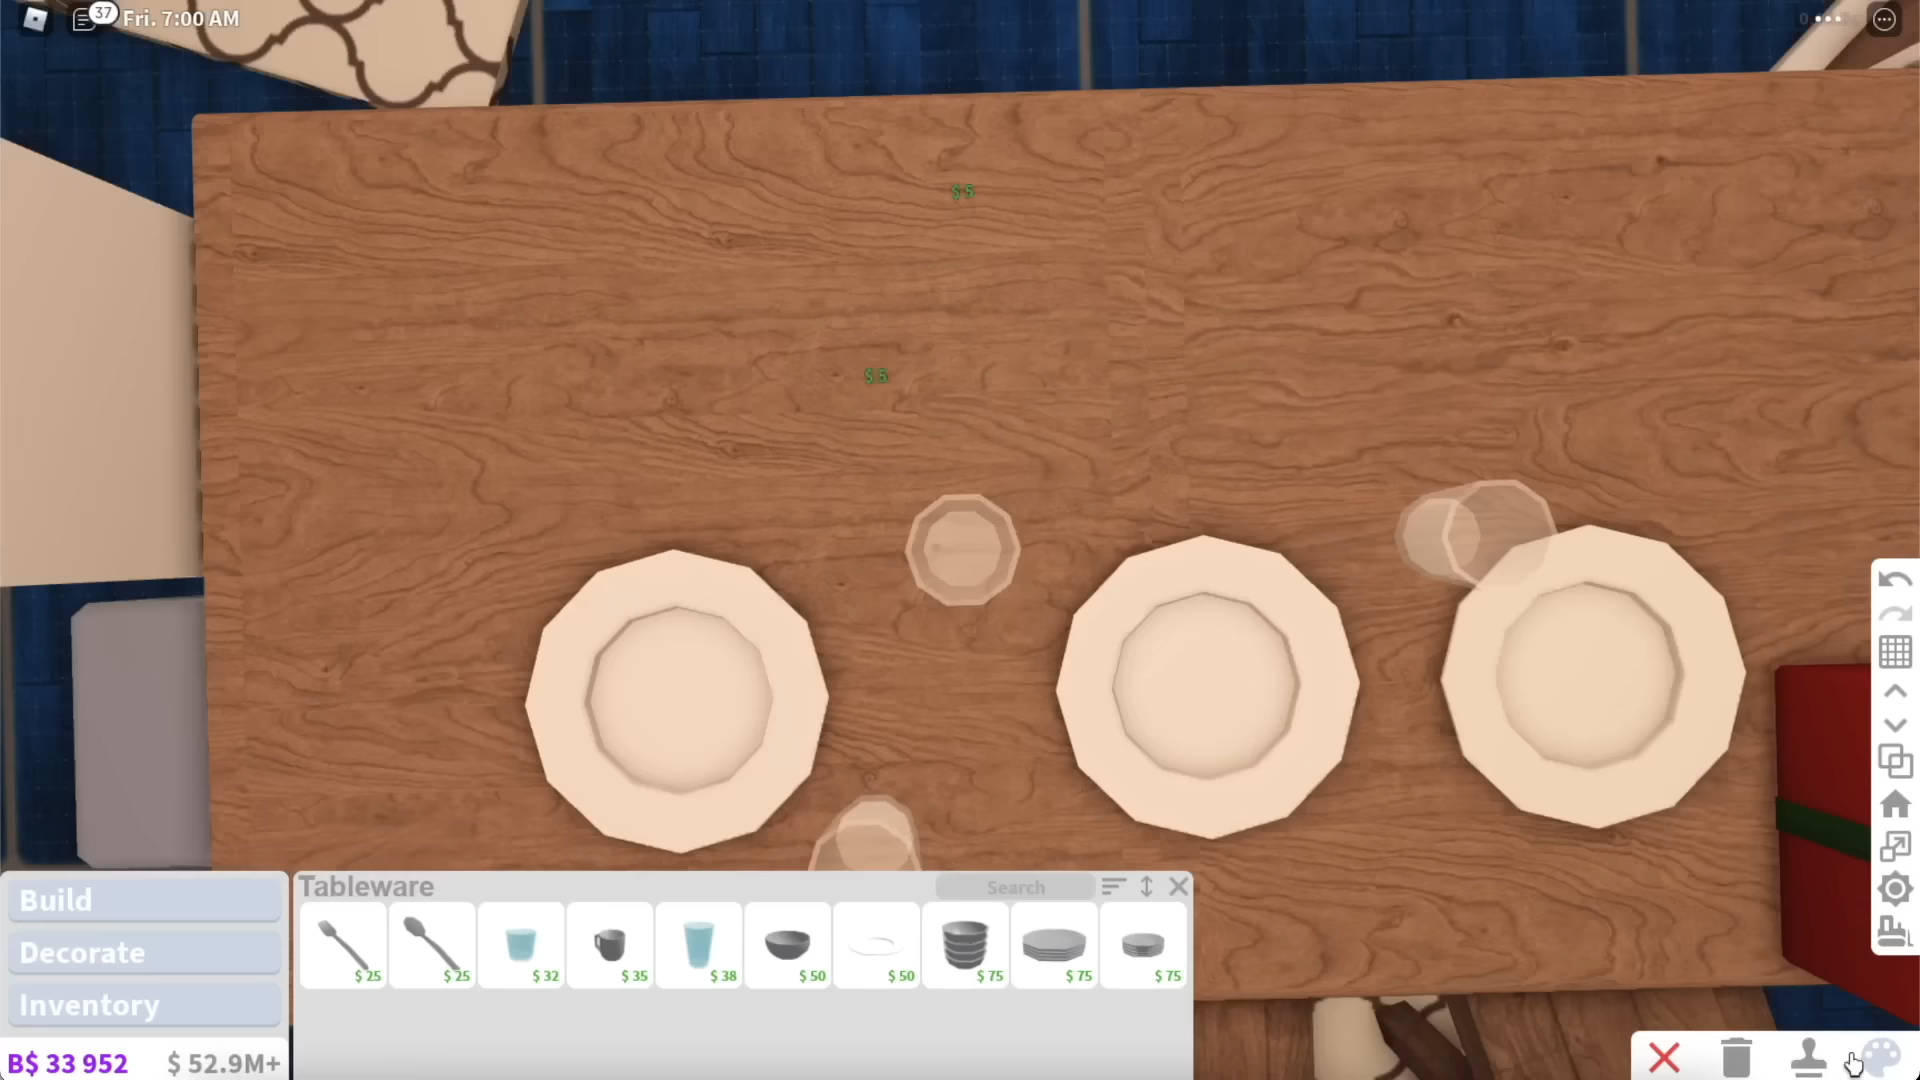 37 Fri. 7:00 AM
$ 5
$ 5
Tableware
Search
Build
Decorate
Inventory
$ 25
$ 25
$ 32
$ 35
$ 38
$ 50
$ 50
$ 75
$ 75
$ 75
B$ 33 952
$ 52.9M+